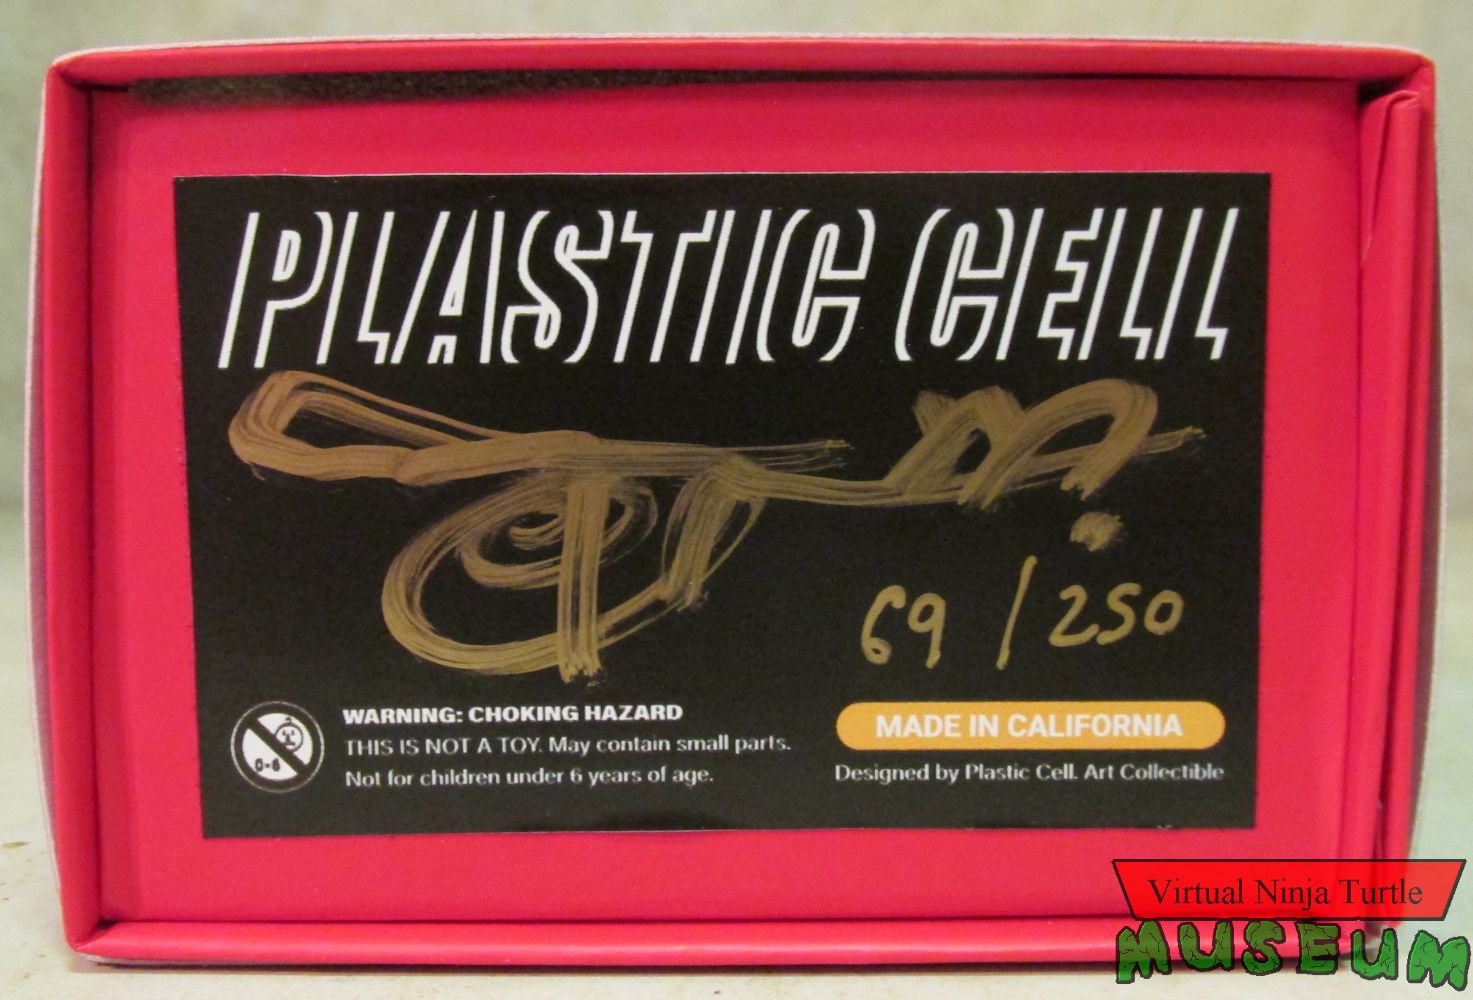 PLASTIC CELL
69 / 250
0-6
WARNING: CHOKING HAZARD
THIS IS NOT A TOY. May contain small parts.
Not for children under 6 years of age.
MADE IN CALIFORNIA
Designed by Plastic Cell. Art Collectible
Virtual Ninja Turtle
MUSEUM